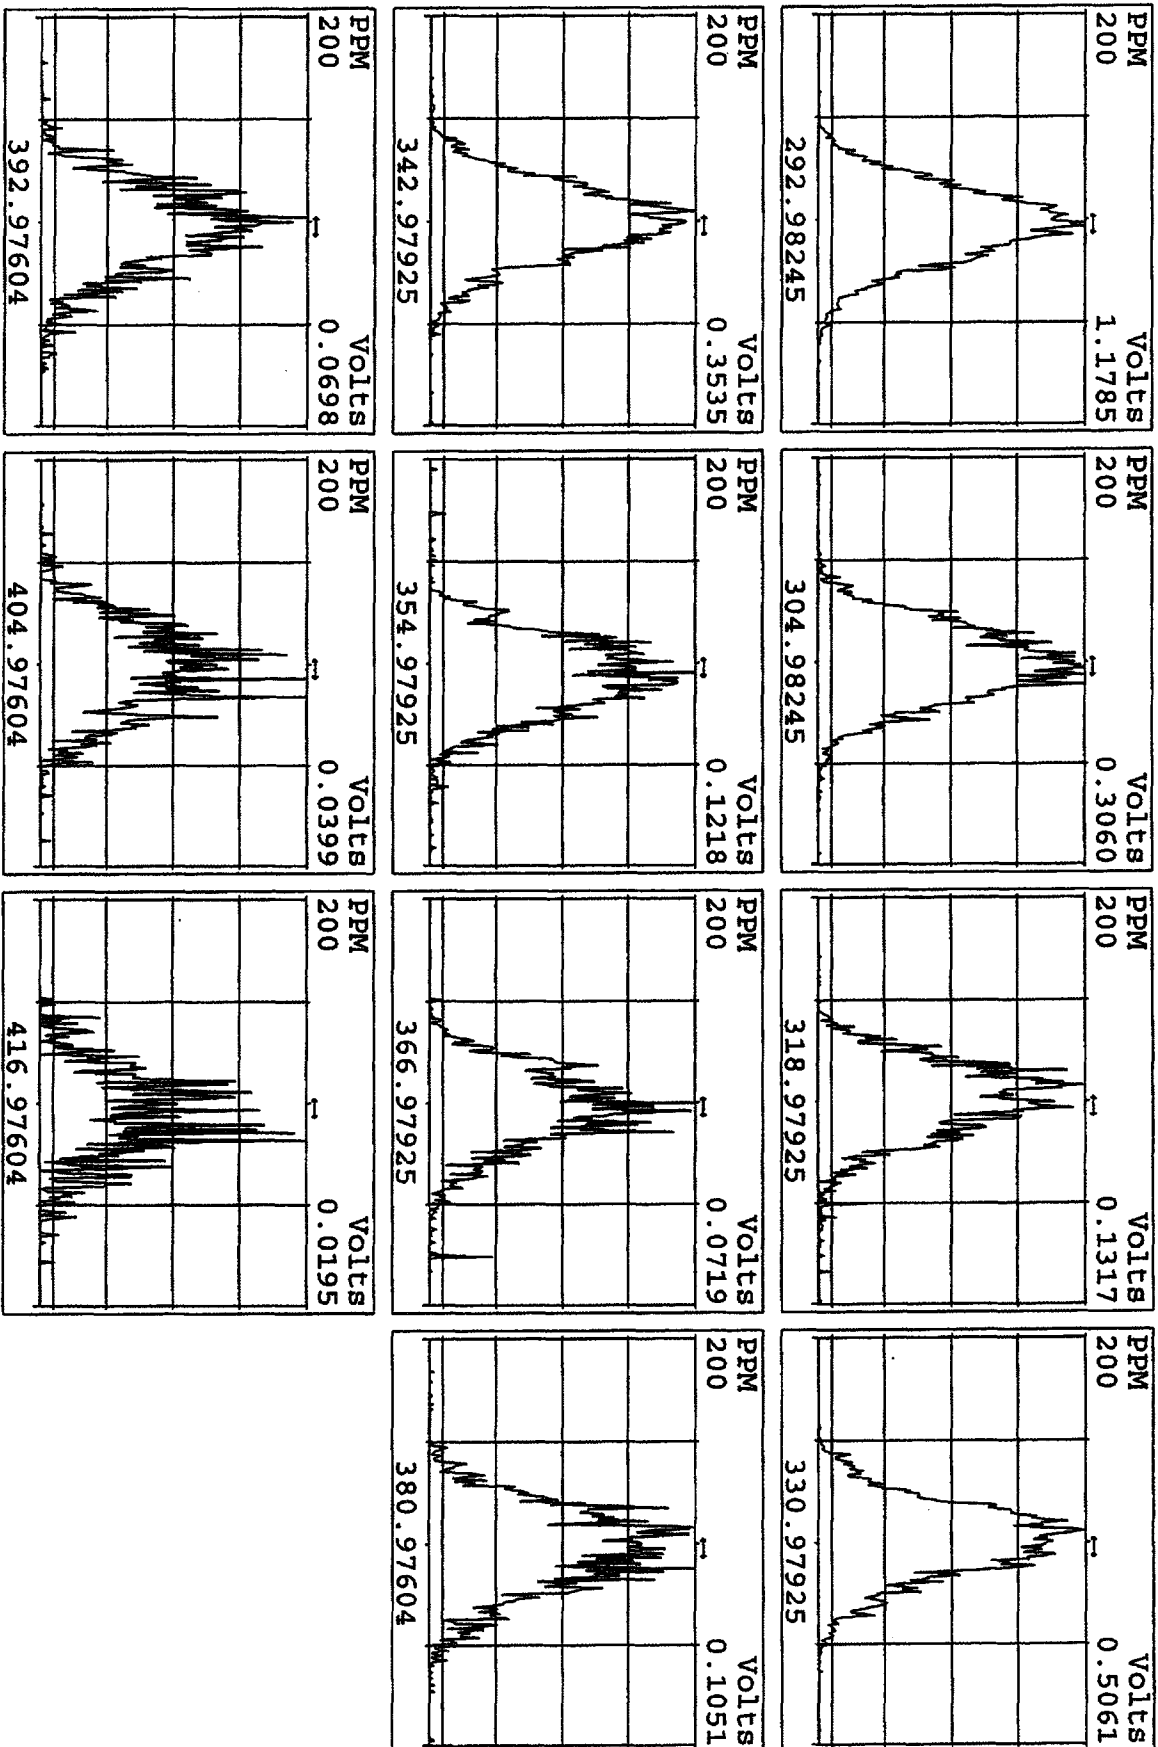 PPM Volts
200 1.1785
292.98245
PPM Volts
200 0.3060
304.98245
PPM Volts
200 0.1317
318.97925
PPM Volts
200 0.5061
330.97925
PPM Volts
200 0.3535
342.97925
PPM Volts
200 0.1218
354.97925
PPM Volts
200 0.0719
366.97925
PPM Volts
200 0.1051
380.97604
PPM Volts
200 0.0698
392.97604
PPM Volts
200 0.0399
404.97604
PPM Volts
200 0.0195
416.97604